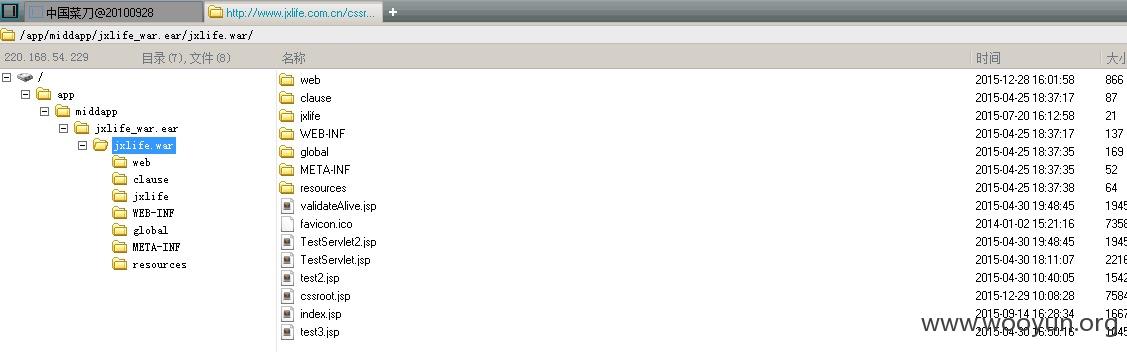 中国菜刀@20100928
http://www.jxlife.com.cn/cssr...
/app/middapp/jxlife_war.ear/jxlife.war/
220.168.54.229 目录(7),文件(8) 名称 时间 大小
/
app
middapp
jxlife_war.ear
jxlife.war
web
clause
jxlife
WEB-INF
global
META-INF
resources
web 2015-12-28 16:01:58 866
clause 2015-04-25 18:37:17 87
jxlife 2015-07-20 16:12:58 21
WEB-INF 2015-04-25 18:37:17 137
global 2015-04-25 18:37:35 169
META-INF 2015-04-25 18:37:35 52
resources 2015-04-25 18:37:38 64
validateAlive.jsp 2015-04-30 19:48:45 1945
favicon.ico 2014-01-02 15:21:16 7358
TestServlet2.jsp 2015-04-30 19:48:45 1945
TestServlet.jsp 2015-04-30 18:11:07 2216
test2.jsp 2015-04-30 10:40:05 1542
cssroot.jsp 2015-12-29 10:08:28 7584
index.jsp 2015-09-14 16:28:34 1667
test3.jsp
www.wooyun.org